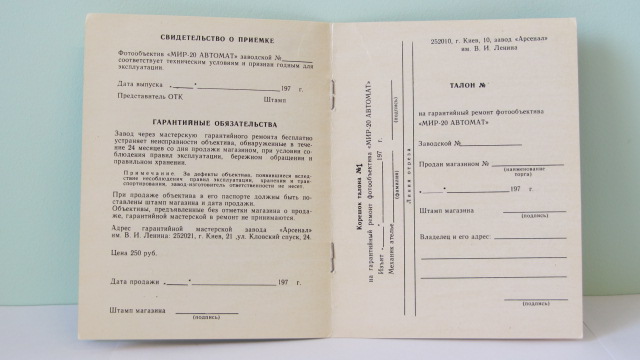 СВИДЕТЕЛЬСТВО О ПРИЕМКЕ
Фотообъектив «МИР-20 АВТОМАТ» заводской №
соответствует техническим условиям и признан годным для
эксплуатации.
Дата выпуска 197 г.
Представитель ОТК Штамп
ГАРАНТИЙНЫЕ ОБЯЗАТЕЛЬСТВА
Завод через мастерскую гарантийного ремонта бесплатно
устраняет неисправности объектива, обнаруженные в тече-
ние 24 месяцев со дня продажи магазином, при условии со-
блюдения правил эксплуатации, бережном обращении и
правильном хранении.
Примечание За дефекты объектива, появившиеся вслед-
ствие несоблюдения правил эксплуатации, хранения и тран-
спортирования, завод-изготовитель ответственности не несет.
При продаже объектива в его паспорте должны быть по-
ставлены штамп магазина и дата продажи.
Объективы, предъявленные без отметки магазина о прода-
же, гарантийной мастерской в ремонт не принимаются.
Адрес гарантийной мастерской завода «Арсенал»
им. В. И. Ленина: 252021, г. Киев, 21 ,ул. Кловский спуск, 24.
Цена 250 руб.
Дата продажи 197 г.
Штамп магазина
(подпись)
Корешок талона №1
на гарантийный ремонт фотообъектива «МИР-20 АВТОМАТ»
Изъят 197 г.
Механик ателье
(фамилия) (подпись)
Линия отреза
252010, г. Киев, 10, завод «Арсенал»
им. В. И. Ленина
ТАЛОН №
на гарантийный ремонт фотообъектива
«МИР-20 АВТОМАТ»
Заводской №
Продан магазином №
(наименование
торга)
197 г.
Штамп магазина
(подпись)
Владелец и его адрес:
(подпись)